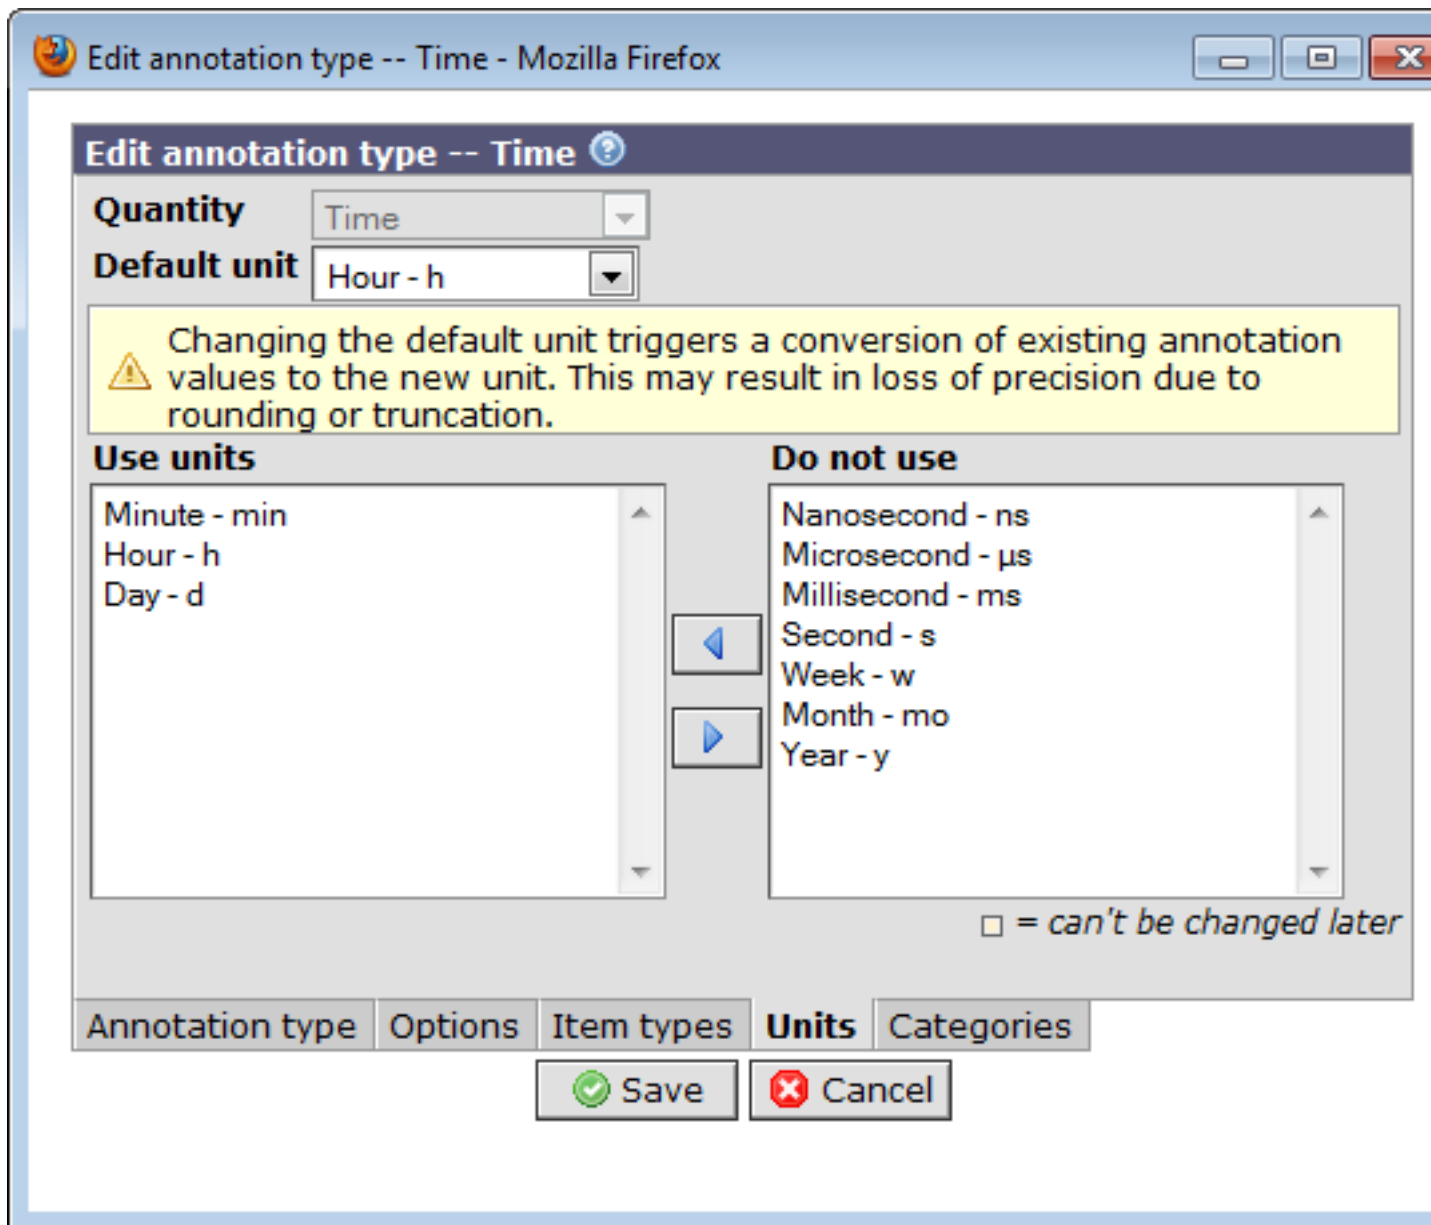 Edit annotation type -- Time - Mozilla Firefox
Edit annotation type -- Time
Quantity Time
Default unit Hour - h
Changing the default unit triggers a conversion of existing annotation
values to the new unit. This may result in loss of precision due to
rounding or truncation.
Use units
Minute - min
Hour - h
Day - d
Do not use
Nanosecond - ns
Microsecond - µs
Millisecond - ms
Second - s
Week - w
Month - mo
Year - y
= can't be changed later
Annotation type Options Item types Units Categories
Save Cancel